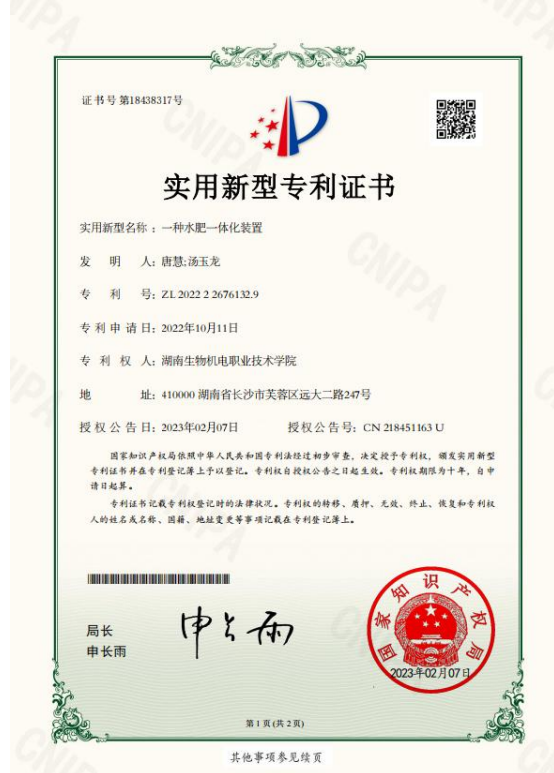 证书号第18438317号
实用新型专利证书
实用新型名称：一种水肥一体化装置
发 明 人：唐慧;汤玉龙
专 利 号：ZL 2022 2 2676132.9
专利申请日：2022年10月11日
专 利 权 人：湖南生物机电职业技术学院
地 址：410000 湖南省长沙市芙蓉区远大二路247号
授权公告日：2023年02月07日 授权公告号：CN 218451163 U
国家知识产权局依照中华人民共和国专利法经过初步审查，决定授予专利权，颁发实用新型
专利证书并在专利登记簿上予以登记。专利权自授权公告之日起生效。专利权期限为十年，自申
请日起算。
专利证书记载专利权登记时的法律状况。专利权的转移、质押、无效、终止、恢复和专利权
人的姓名或名称、国籍、地址变更等事项记载在专利登记簿上。
局长
申长雨
申长雨
国家知识产权局
2023年02月07日
第 1 页 (共 2 页)
其他事项参见续页
CNIPA
CNIPA
CNIPA
CNIPA